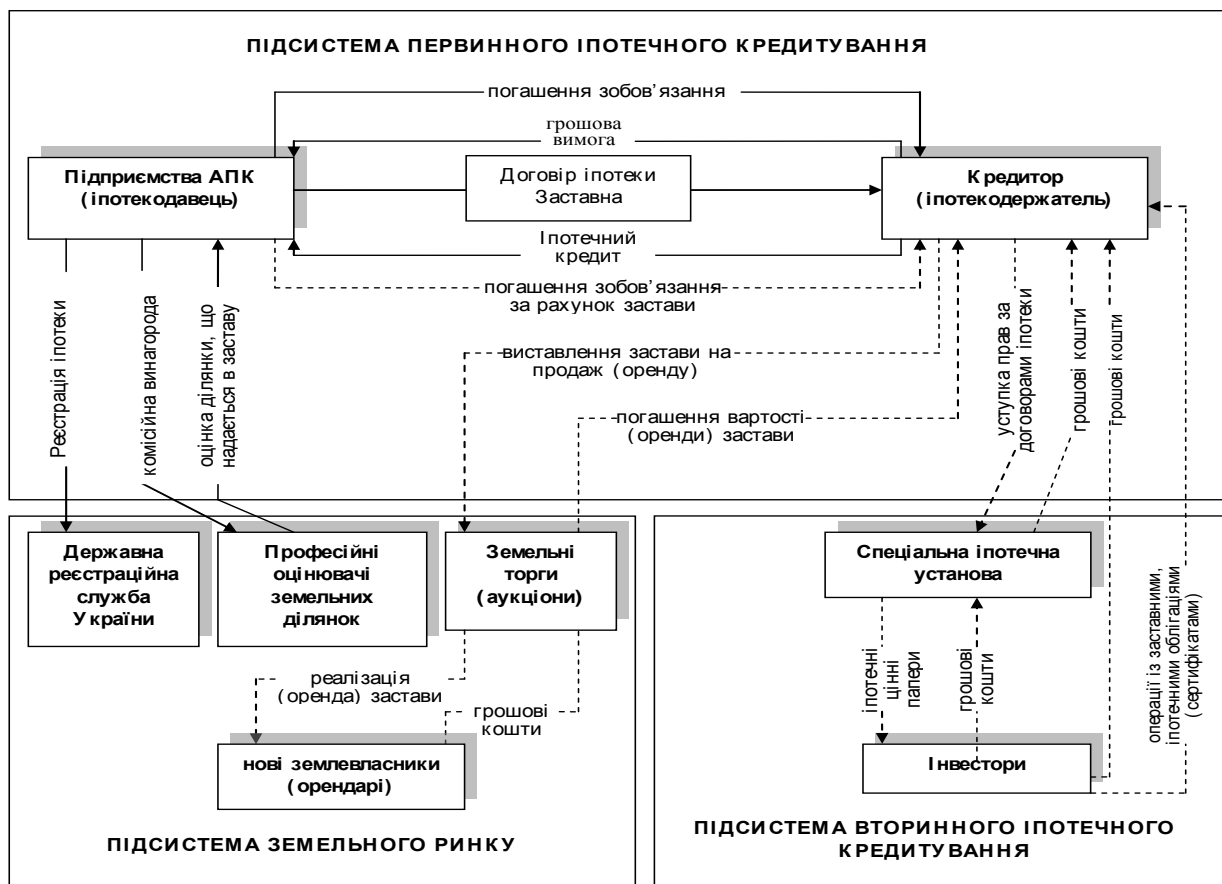 ПІДСИСТЕМА ПЕРВИННОГО ІПОТЕЧНОГО КРЕДИТУВАННЯ
погашення зобов’язання
грошова
вимога
Підприємства АПК
(іпотекодавець)
Договір іпотеки
Заставна
Кредитор
(іпотекодержатель)
Іпотечний
кредит
погашення зобов’язання
за рахунок застави
Реєстрація іпотеки
комісійна винагорода
оцінка ділянки, що
надається в заставу
виставлення застави на
продаж (оренду)
погашення вартості
(оренди) застави
уступка прав за
договорами іпотеки
грошові кошти
грошові кошти
Державна
реєстраційна
служба
України
Професійні
оцінювачі
земельних
ділянок
Земельні
торги
(аукціони)
реалізація
(оренда) застави
грошові
кошти
нові землевласники
(орендарі)
ПІДСИСТЕМА ЗЕМЕЛЬНОГО РИНКУ
Спеціальна іпотечна
установа
іпотечні
цінні
папери
грошові
кошти
операції із заставними,
іпотечними облігаціями
(сертифікатами)
Інвестори
ПІДСИСТЕМА ВТОРИННОГО ІПОТЕЧНОГО
КРЕДИТУВАННЯ